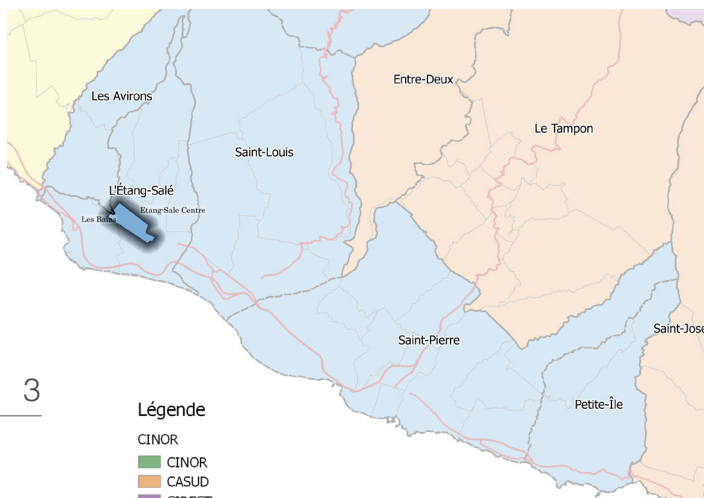 Entre-Deux
Les Avirons
Le Tampon
Saint-Louis
L'Étang-Salé
Etang-Sale Centre
Les Bains
Saint-Pierre
Saint-Jose
3
Petite-Île
Légende
CINOR
CINOR
CASUD
CIREST